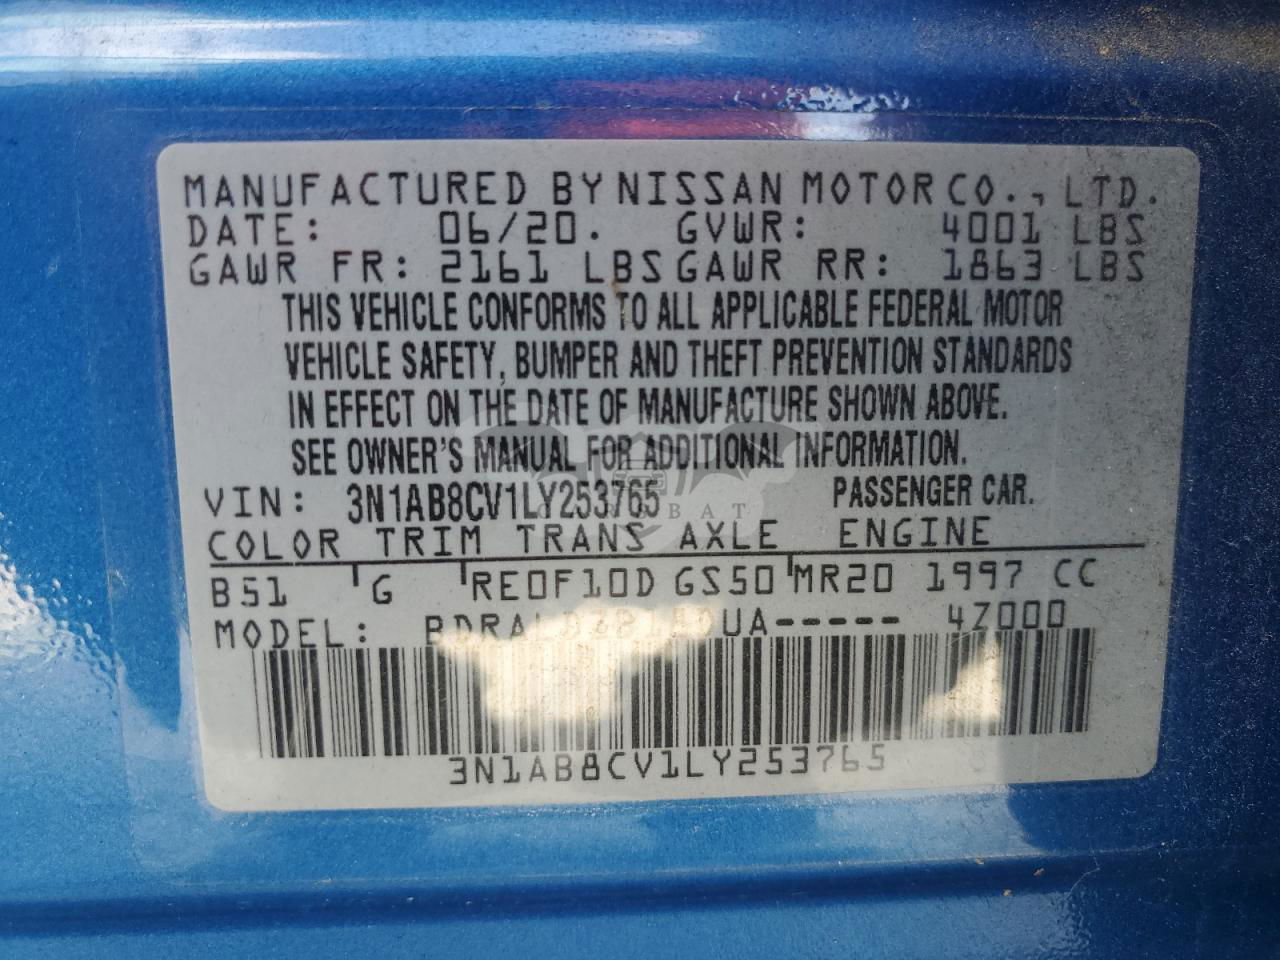 MANUFACTURED BY NISSAN MOTOR CO., LTD.
DATE: 06/20. GVWR: 4001 LBS
GAWR FR: 2161 LBS GAWR RR: 1863 LBS
THIS VEHICLE CONFORMS TO ALL APPLICABLE FEDERAL MOTOR
VEHICLE SAFETY, BUMPER AND THEFT PREVENTION STANDARDS
IN EFFECT ON THE DATE OF MANUFACTURE SHOWN ABOVE.
SEE OWNER'S MANUAL FOR ADDITIONAL INFORMATION.
VIN: 3N1AB8CV1LY253765 PASSENGER CAR.
COLOR TRIM TRANS AXLE ENGINE
B51 G RE0F10D GS50 MR20 1997 CC
MODEL: UA----- 4Z000
3N1AB8CV1LY253765